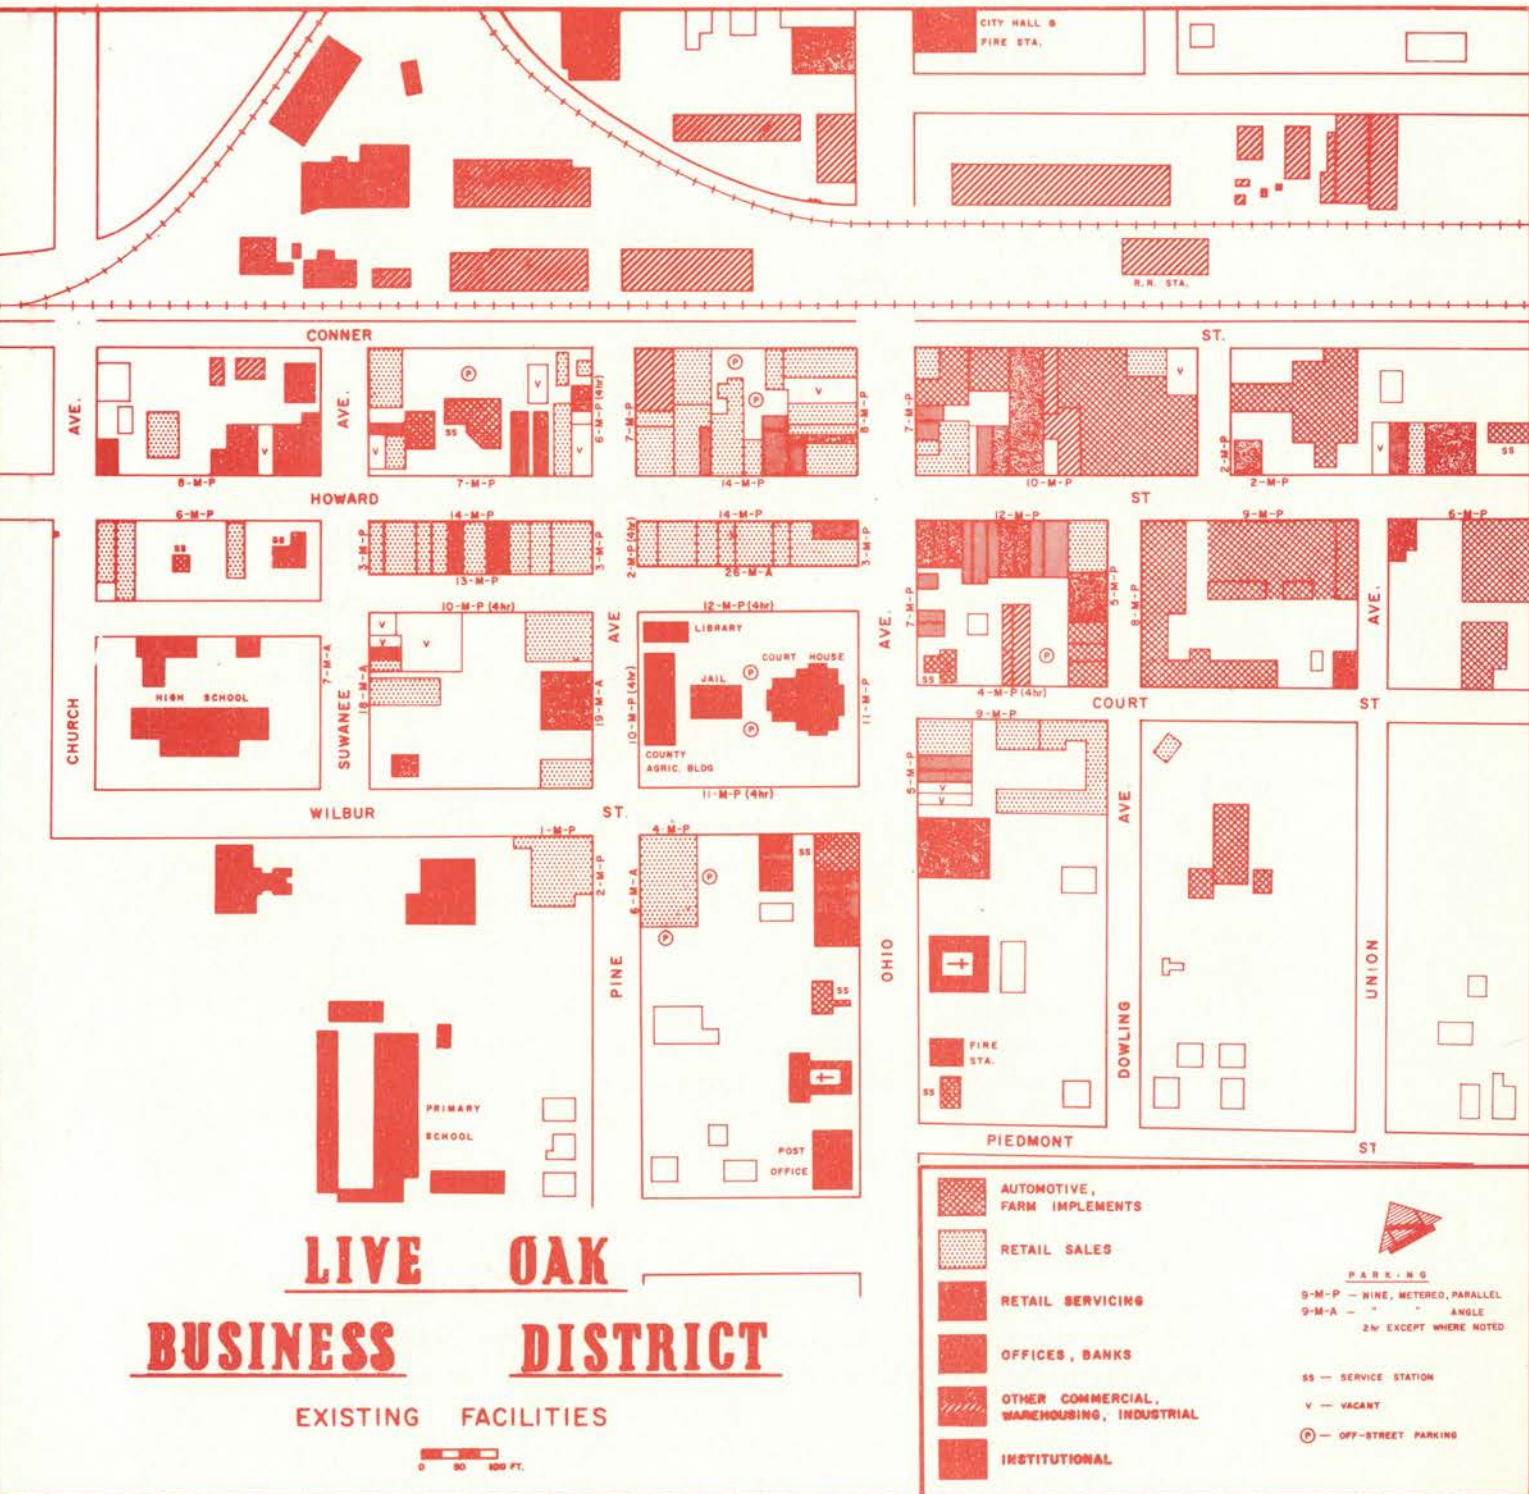 CITY HALL &
FIRE STA.
R.R. STA.
CONNER ST.
AVE.
AVE.
SS
V
P
V
V
SS
V
6-M-P (4hr)
7-M-P
P
P
V
8-M-P
7-M-P
V
2-M-P
V
SS
8-M-P
7-M-P
14-M-P
10-M-P
2-M-P
HOWARD ST
6-M-P
14-M-P
14-M-P
12-M-P
9-M-P
6-M-P
SS
SS
3-M-P
3-M-P
2-M-P (4hr)
3-M-P
13-M-P
26-M-A
7-M-P
5-M-P
8-M-P
AVE.
10-M-P (4hr)
12-M-P (4hr)
AVE
AVE.
V
V
V
LIBRARY
COURT HOUSE
JAIL
P
P
COUNTY
AGRIC. BLDG.
P
SS
7-M-A
18-M-A
19-M-A
10-M-P (4hr)
11-M-P
HIGH SCHOOL
CHURCH
SUWANEE
4-M-P (4hr)
COURT ST
9-M-P
5-M-P
V
V
11-M-P (4hr)
WILBUR ST.
AVE.
1-M-P
4-M-P
2-M-P
6-M-A
P
P
SS
SS
PINE
OHIO
DOWLING
UNION
FIRE
STA.
SS
PRIMARY
SCHOOL
POST
OFFICE
PIEDMONT ST
LIVE OAK
BUSINESS DISTRICT
EXISTING FACILITIES
0 50 100 FT.
AUTOMOTIVE,
FARM IMPLEMENTS
RETAIL SALES
RETAIL SERVICING
OFFICES, BANKS
OTHER COMMERCIAL,
WAREHOUSING, INDUSTRIAL
INSTITUTIONAL
PARKING
9-M-P — NINE, METERED, PARALLEL
9-M-A — " " ANGLE
2hr EXCEPT WHERE NOTED
SS — SERVICE STATION
V — VACANT
P — OFF-STREET PARKING